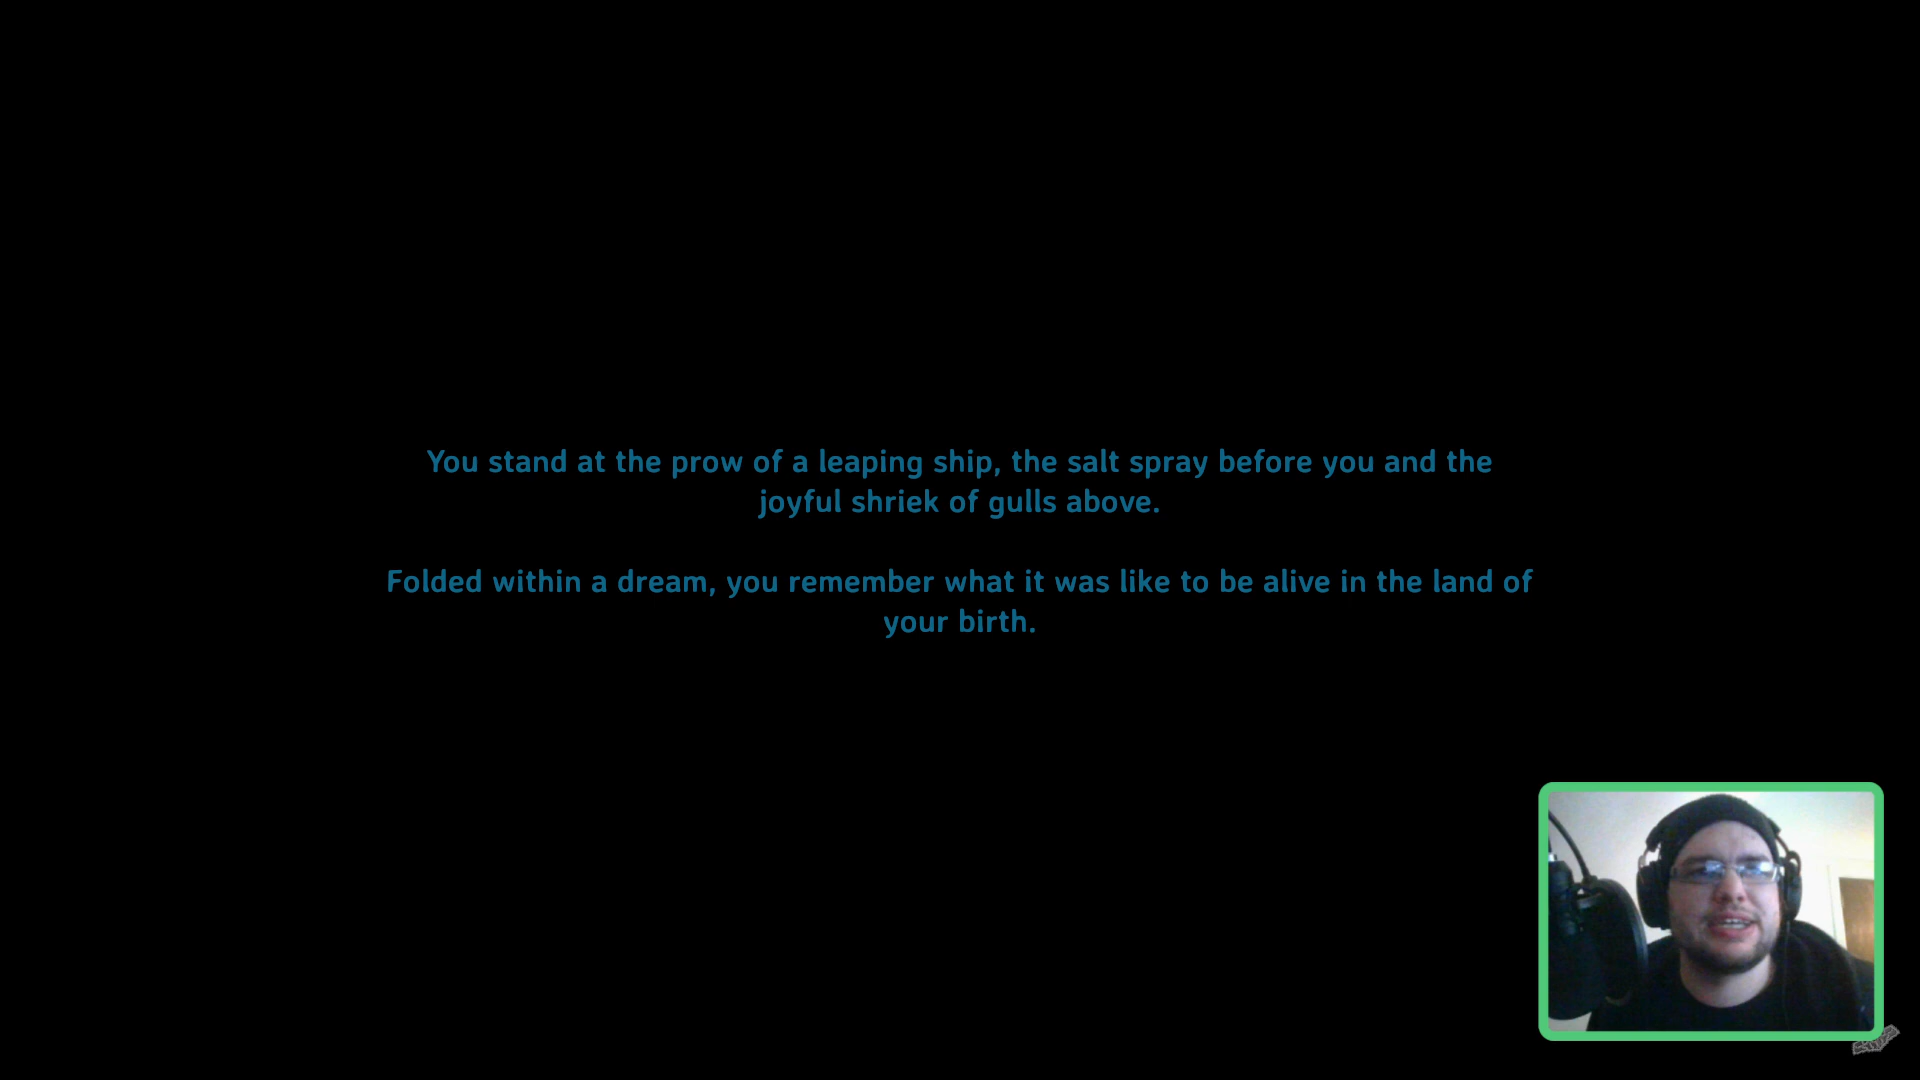 You stand at the prow of a leaping ship, the salt spray before you and the
joyful shriek of gulls above.
Folded within a dream, you remember what it was like to be alive in the land of
your birth.